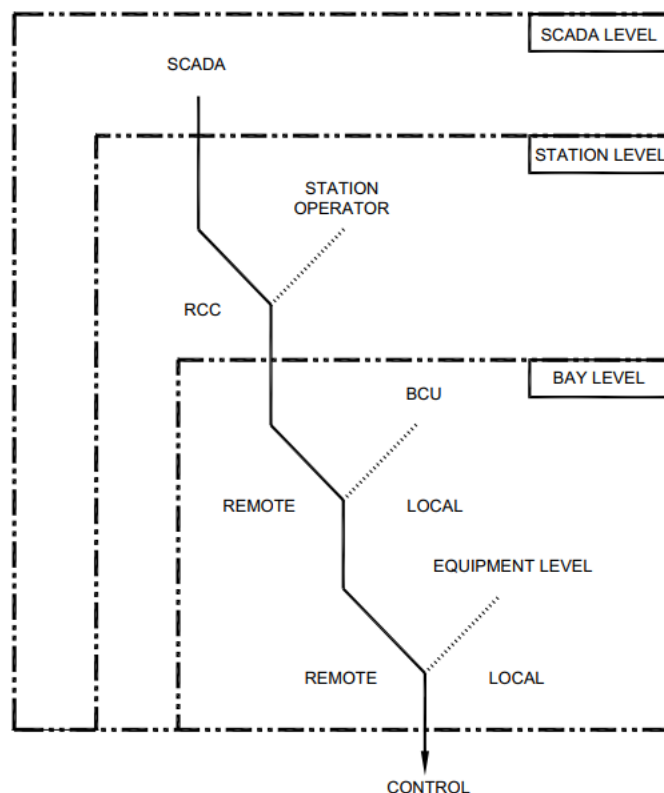 SCADA LEVEL
SCADA
STATION LEVEL
STATION
OPERATOR
RCC
BAY LEVEL
BCU
REMOTE LOCAL
EQUIPMENT LEVEL
REMOTE LOCAL
CONTROL